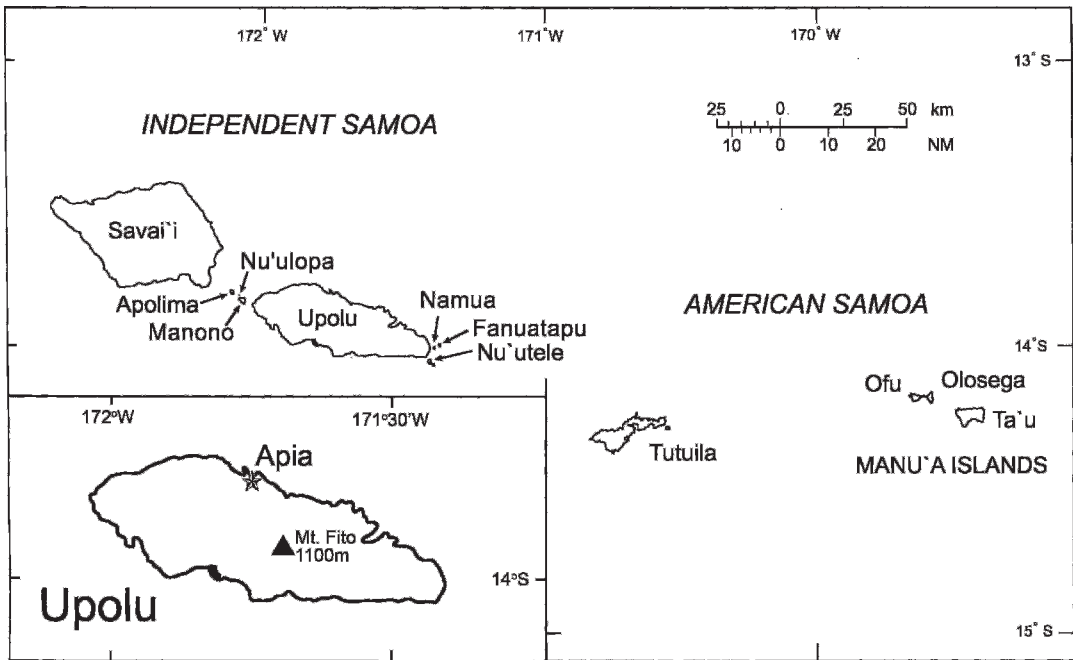 172° W
171° W
170° W
13° S
25 0. 25 50 km
10 0 10 20 NM
INDEPENDENT SAMOA
Savai`i
Nu'ulopa
Apolima
Manono
Upolu
Namua
Fanuatapu
Nu`utele
AMERICAN SAMOA
14°S
Ofu
Olosega
Ta`u
Tutuila
MANU`A ISLANDS
172°W
171°30'W
Apia
Mt. Fito
1100m
14°S
Upolu
15° S